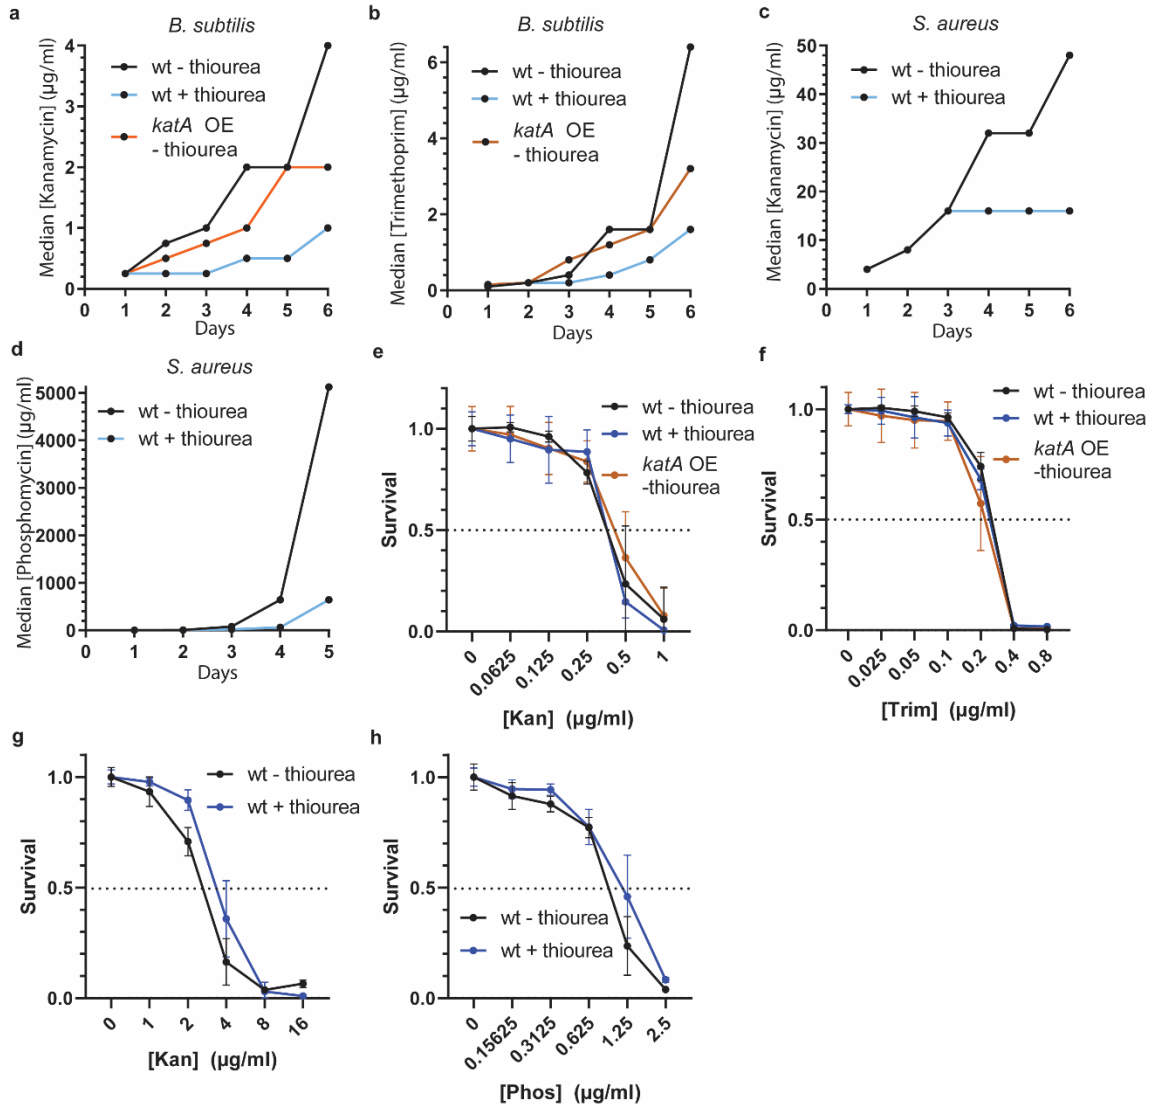 a
B. subtilis
Median [Kanamycin] (µg/ml)
4
3
2
1
0
wt - thiourea
wt + thiourea
katA OE
- thiourea
0 1 2 3 4 5 6
Days
b
B. subtilis
Median [Trimethoprim] (µg/ml)
6
4
2
0
wt - thiourea
wt + thiourea
katA OE
- thiourea
0 1 2 3 4 5 6
Days
c
S. aureus
Median [Kanamycin] (µg/ml)
50
40
30
20
10
0
wt - thiourea
wt + thiourea
0 1 2 3 4 5 6
Days
d
S. aureus
Median [Phosphomycin] (µg/ml)
5000
4000
3000
2000
1000
0
wt - thiourea
wt + thiourea
0 1 2 3 4 5
Days
e
Survival
1.0
0.5
0.0
wt - thiourea
wt + thiourea
katA OE
-thiourea
0 0.0625 0.125 0.25 0.5 1
[Kan] (µg/ml)
f
Survival
1.0
0.5
0.0
wt - thiourea
wt + thiourea
katA OE
-thiourea
0 0.025 0.05 0.1 0.2 0.4 0.8
[Trim] (µg/ml)
g
Survival
1.0
0.5
0.0
wt - thiourea
wt + thiourea
0 1 2 4 8 16
[Kan] (µg/ml)
h
Survival
1.0
0.5
0.0
wt - thiourea
wt + thiourea
0 0.15625 0.3125 0.625 1.25 2.5
[Phos] (µg/ml)